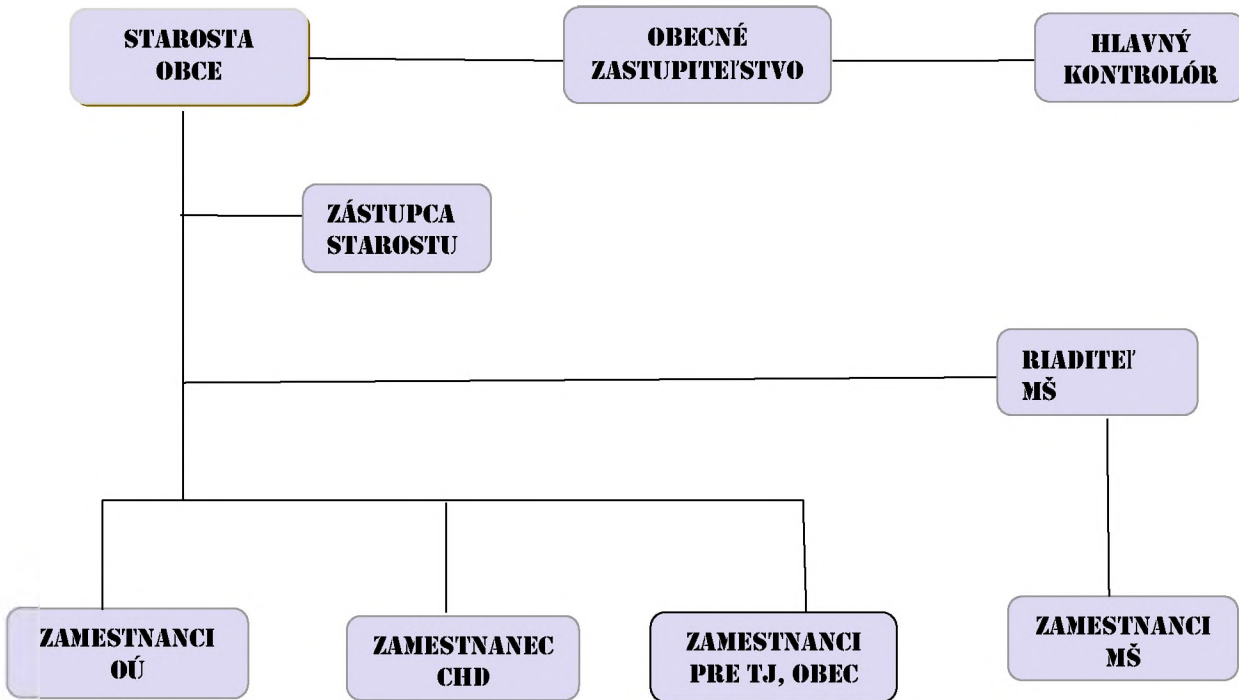 STAROSTA
OBCE
OBECNÉ
ZASTUPITEĽSTVO
HLAVNÝ
KONTROLÓR
ZÁSTUPCA
STAROSTU
RIADITEĽ
MŠ
ZAMESTNANCI
OÚ
ZAMESTNANEC
CHD
ZAMESTNANCI
PRE TJ, OBEC
ZAMESTNANCI
MŠ